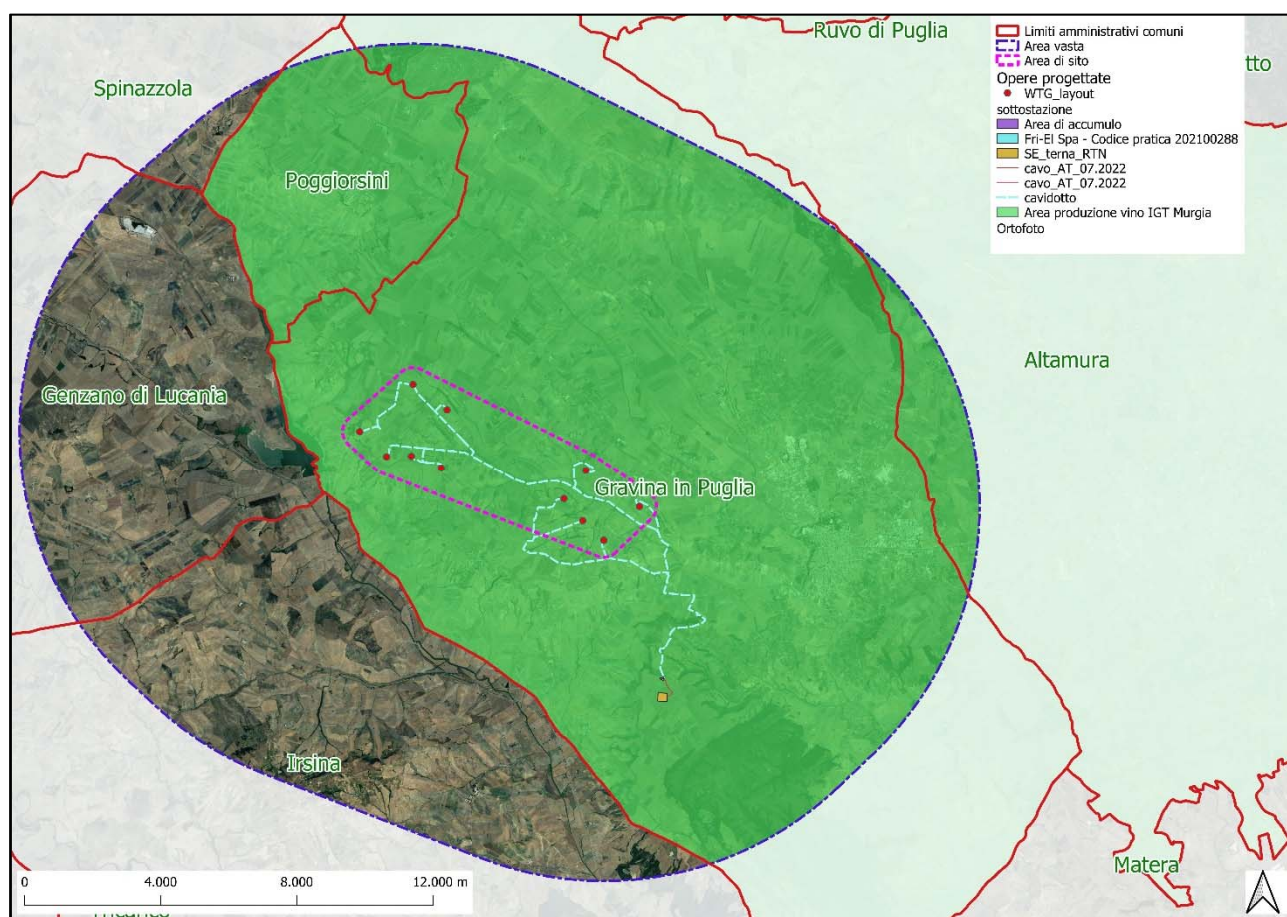 Ruvo di Puglia
tto
Spinazzola
Poggiorsini
Altamura
Genzano di Lucania
Gravina in Puglia
Irsina
Matera
Limiti amministrativi comuni
Area vasta
Area di sito
Opere progettate
WTG_layout
sottostazione
Area di accumulo
Fri-El Spa - Codice pratica 202100288
SE_terna_RTN
cavo_AT_07.2022
cavo_AT_07.2022
cavidotto
Area produzione vino IGT Murgia
Ortofoto
0 4.000 8.000 12.000 m